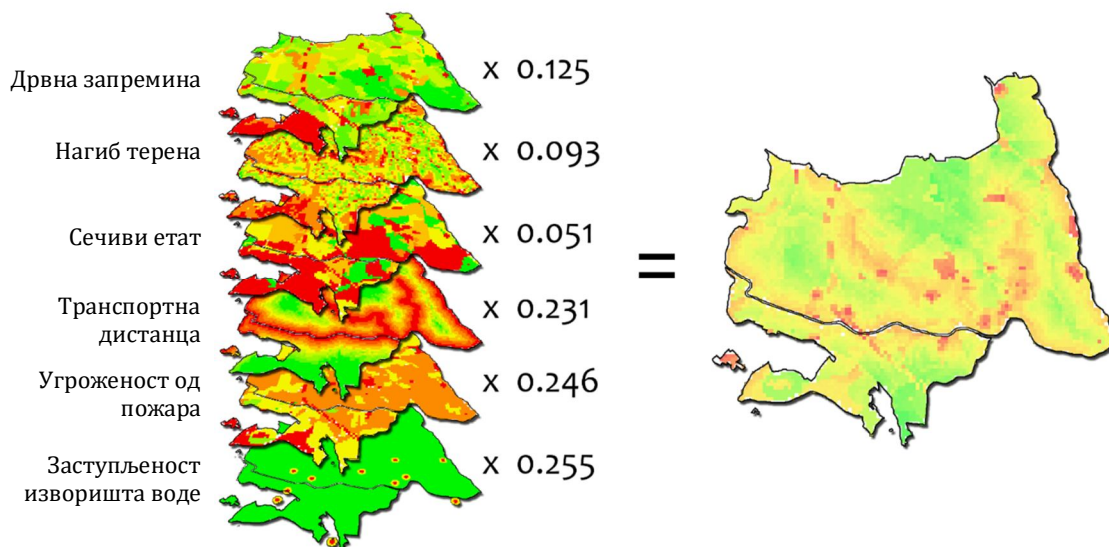 Дрвна запремина
x 0.125
Нагиб терена
x 0.093
Сечиви етат
x 0.051
Транспортна
дистанца
x 0.231
Угроженост од
пожара
x 0.246
Заступљеност
изворишта воде
x 0.255
=